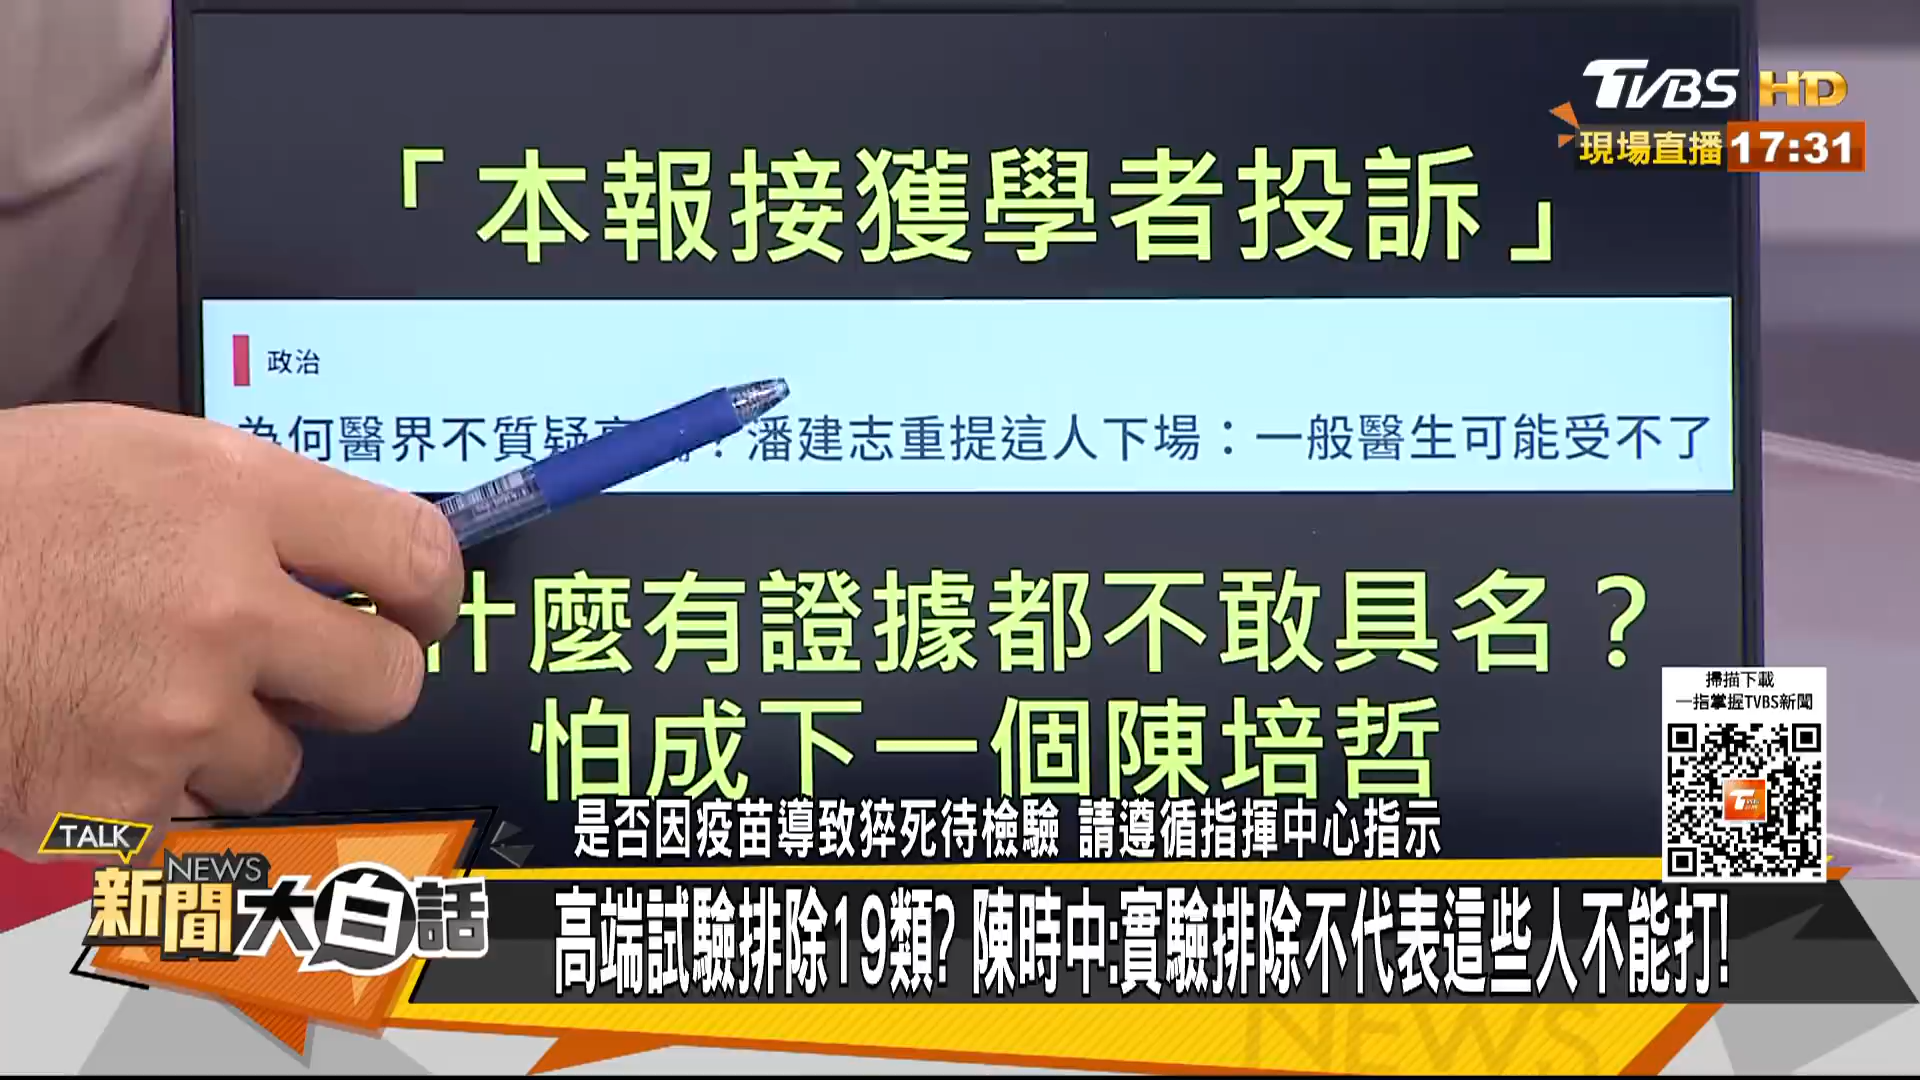 TVBS HD
現場直播 17:31
「本報接獲學者投訴」
政治
為何醫界不質疑 ？潘建志重提這人下場：一般醫生可能受不了
什麼有證據都不敢具名？
怕成下一個陳培哲
掃描下載
一指掌握TVBS新聞
是否因疫苗導致猝死待檢驗 請遵循指揮中心指示
TALK
NEWS
新聞大白話
高端試驗排除19類? 陳時中:實驗排除不代表這些人不能打!
NEWS